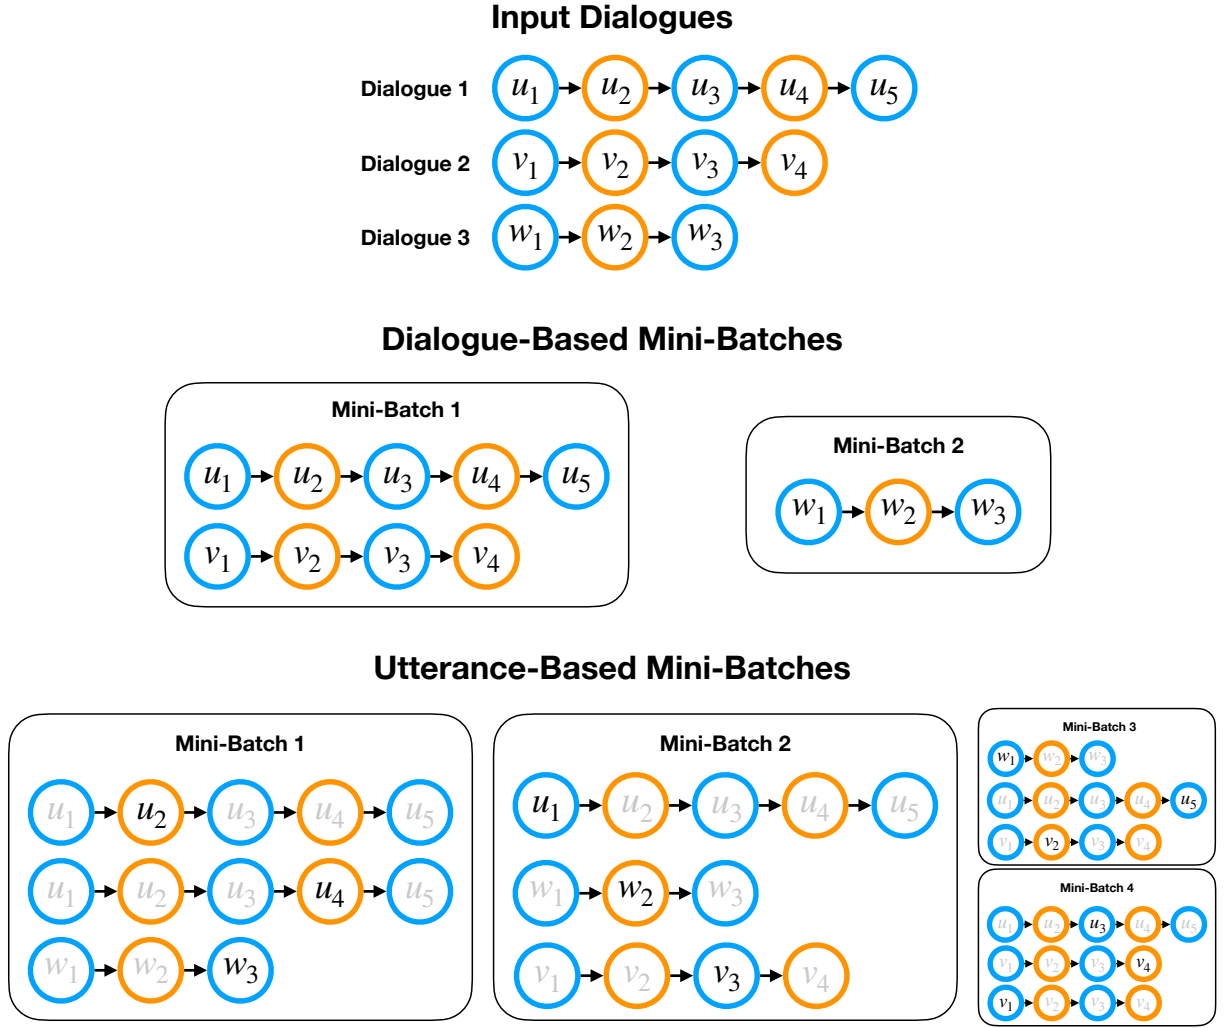 Input Dialogues
Dialogue 1 u1 u2 u3 u4 u5
Dialogue 2 v1 v2 v3 v4
Dialogue 3 w1 w2 w3
Dialogue-Based Mini-Batches
Mini-Batch 1
u1 u2 u3 u4 u5
v1 v2 v3 v4
Mini-Batch 2
w1 w2 w3
Utterance-Based Mini-Batches
Mini-Batch 1
u1 u2 u3 u4 u5
u1 u2 u3 u4 u5
w1 w2 w3
Mini-Batch 2
u1 u2 u3 u4 u5
w1 w2 w3
v1 v2 v3 v4
Mini-Batch 3
w1 w2 w3
u1 u2 u3 u4 u5
v1 v2 v3 v4
Mini-Batch 4
u1 u2 u3 u4 u5
v1 v2 v3 v4
v1 v2 v3 v4